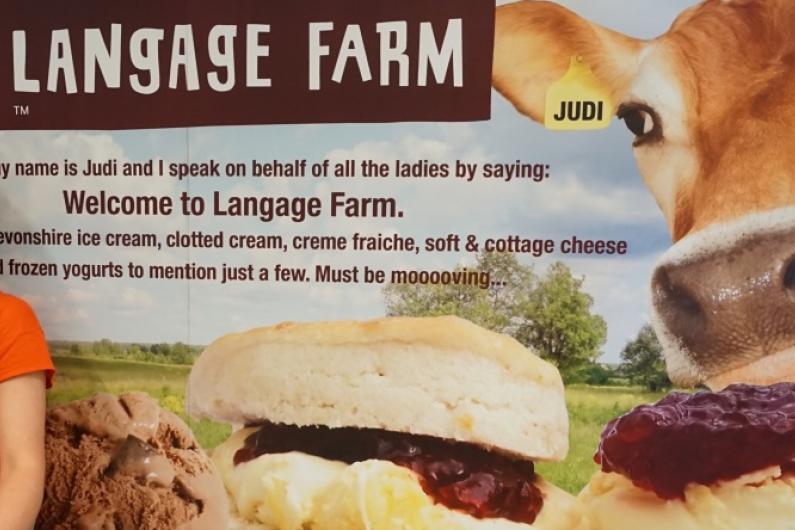 LANGAGE FARM
TM
JUDI
name is Judi and I speak on behalf of all the ladies by saying:
Welcome to Langage Farm.
evonshire ice cream, clotted cream, creme fraiche, soft & cottage cheese
frozen yogurts to mention just a few. Must be mooooving...